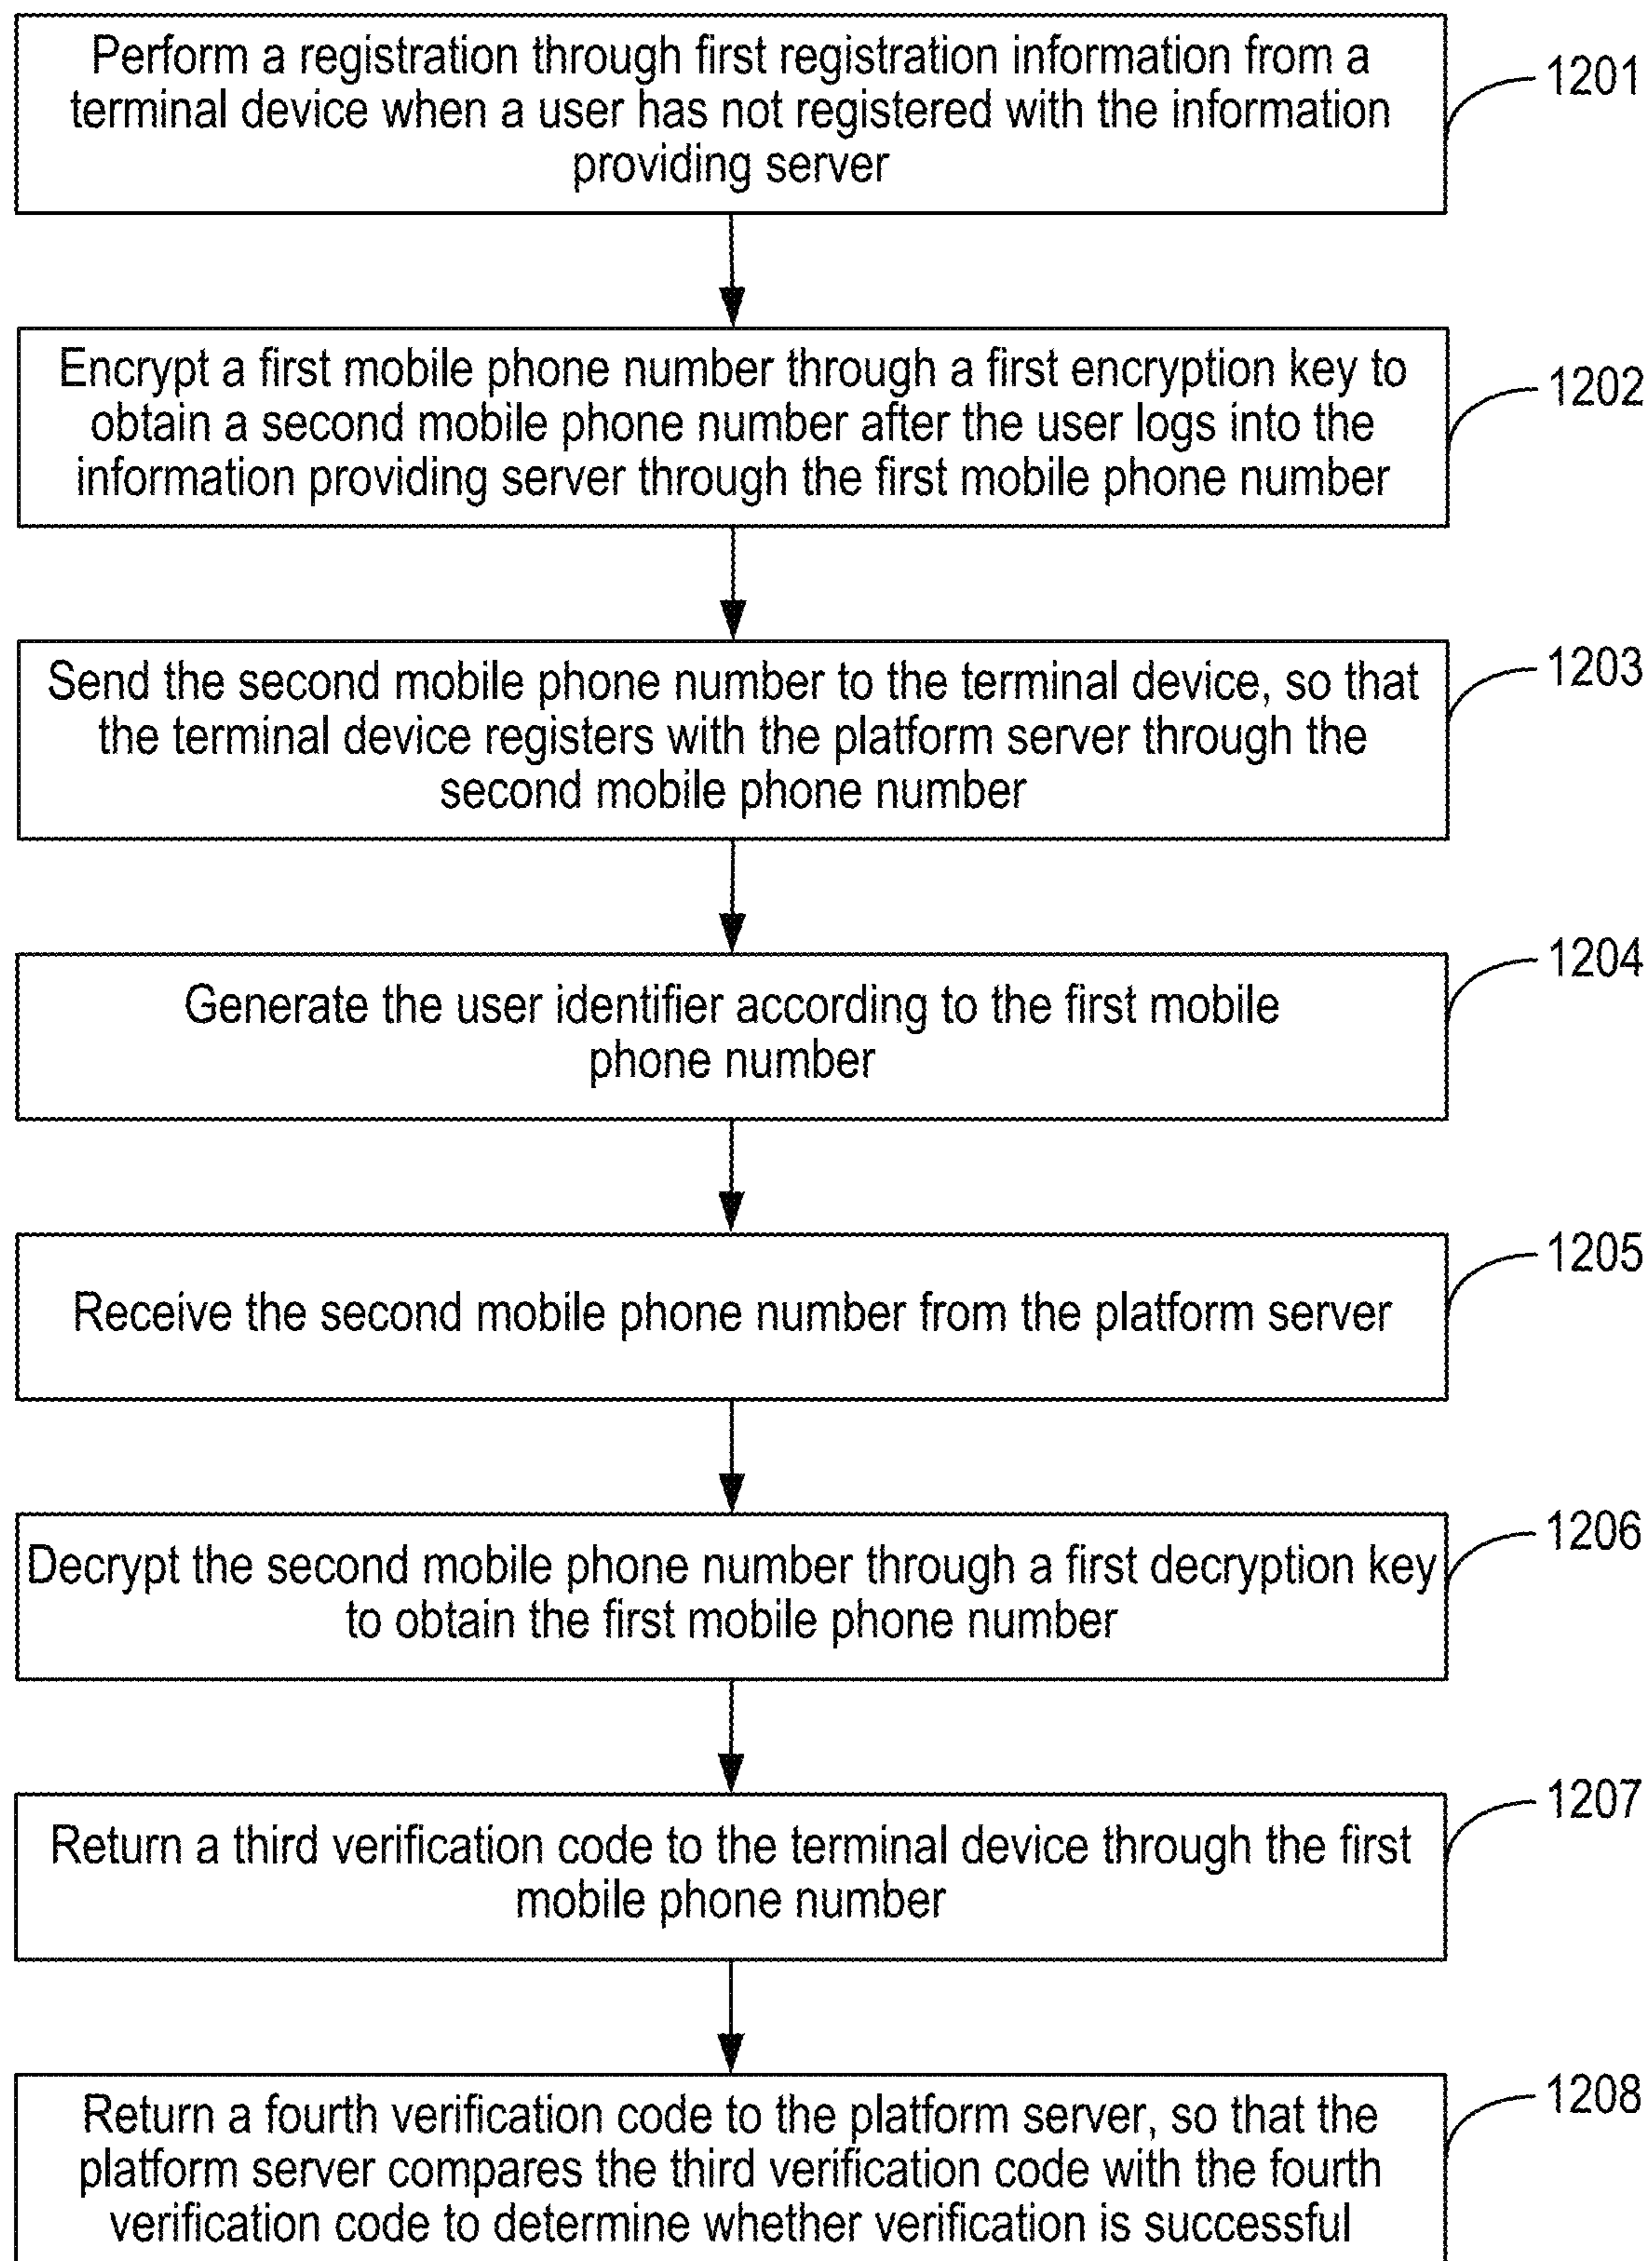 Perform a registration through first registration information from a
terminal device when a user has not registered with the information
providing server
1201
Encrypt a first mobile phone number through a first encryption key to
obtain a second mobile phone number after the user logs into the
information providing server through the first mobile phone number
1202
Send the second mobile phone number to the terminal device, so that
the terminal device registers with the platform server through the
second mobile phone number
1203
Generate the user identifier according to the first mobile
phone number
1204
Receive the second mobile phone number from the platform server
1205
Decrypt the second mobile phone number through a first decryption key
to obtain the first mobile phone number
1206
Return a third verification code to the terminal device through the first
mobile phone number
1207
Return a fourth verification code to the platform server, so that the
platform server compares the third verification code with the fourth
verification code to determine whether verification is successful
1208